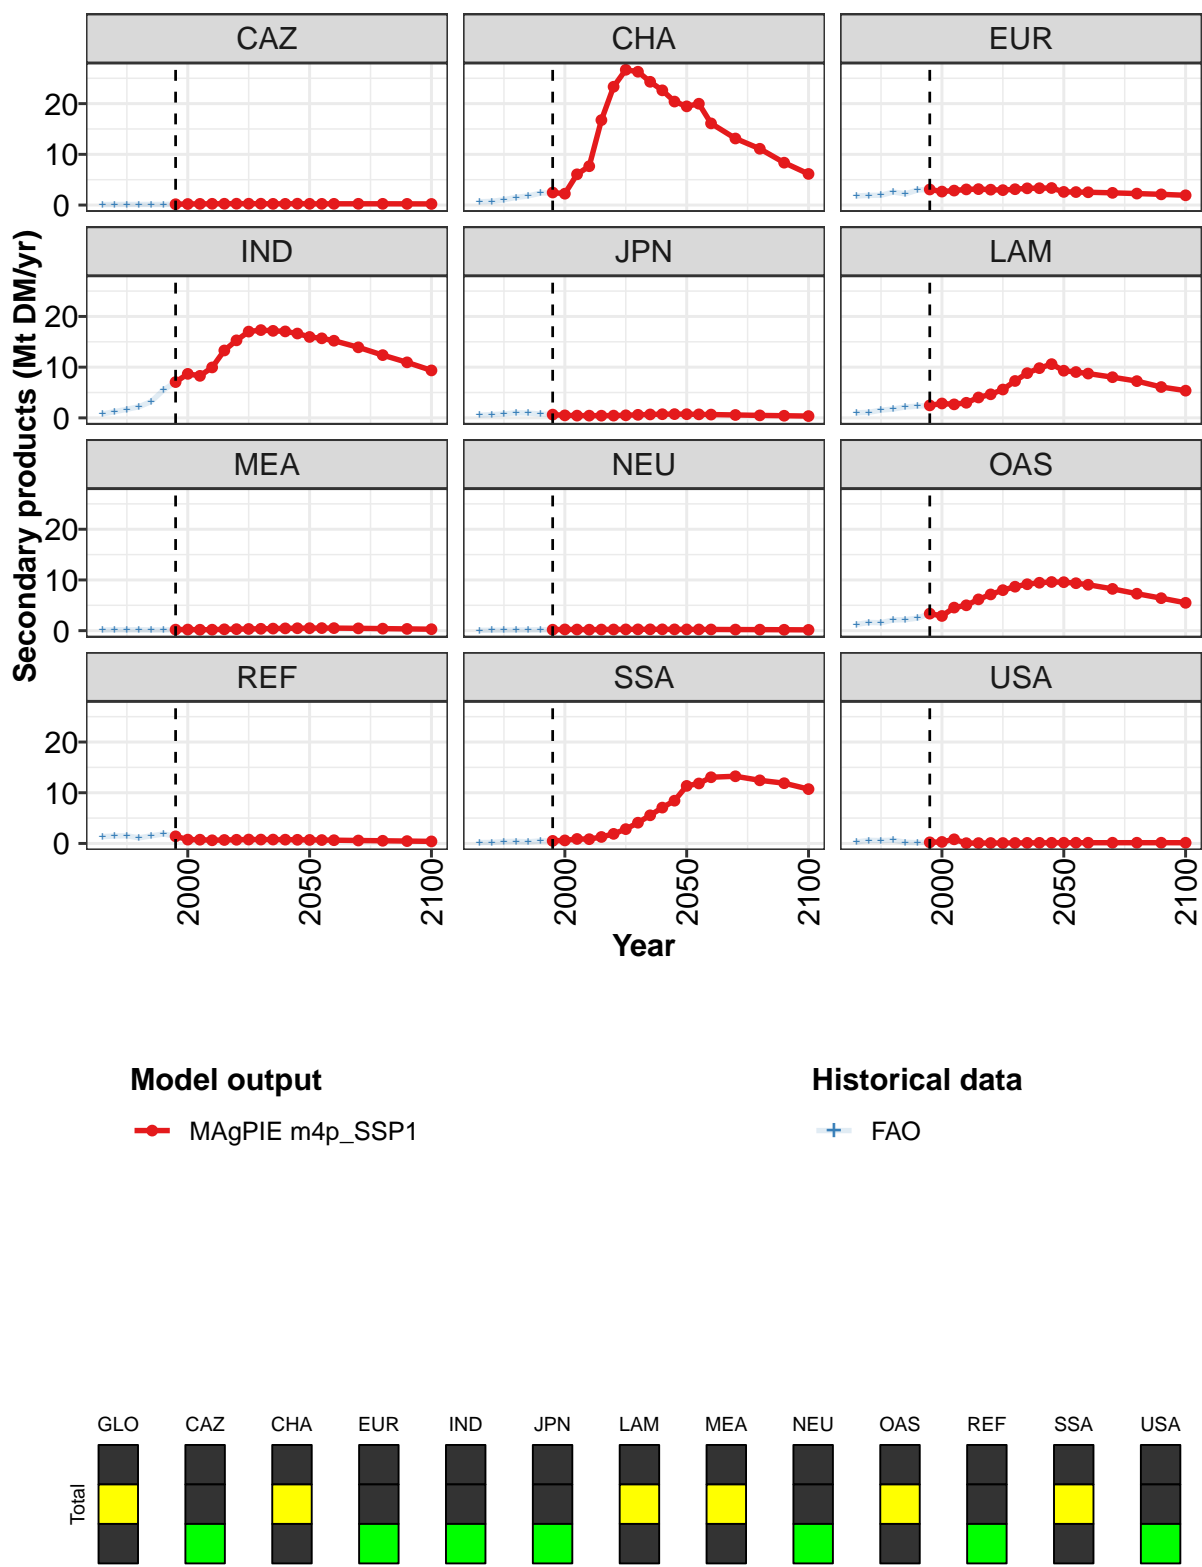 CAZ CHA EUR
20
10
0
IND JPN LAM
20
10
0
MEA NEU OAS
20
10
0
REF SSA USA
20
10
0
Secondary products (Mt DM/yr)
2000 2050 2100 2000 2050 2100 2000 2050 2100
Year
Model output Historical data
MAgPIE m4p_SSP1 FAO
GLO CAZ CHA EUR IND JPN LAM MEA NEU OAS REF SSA USA
Total